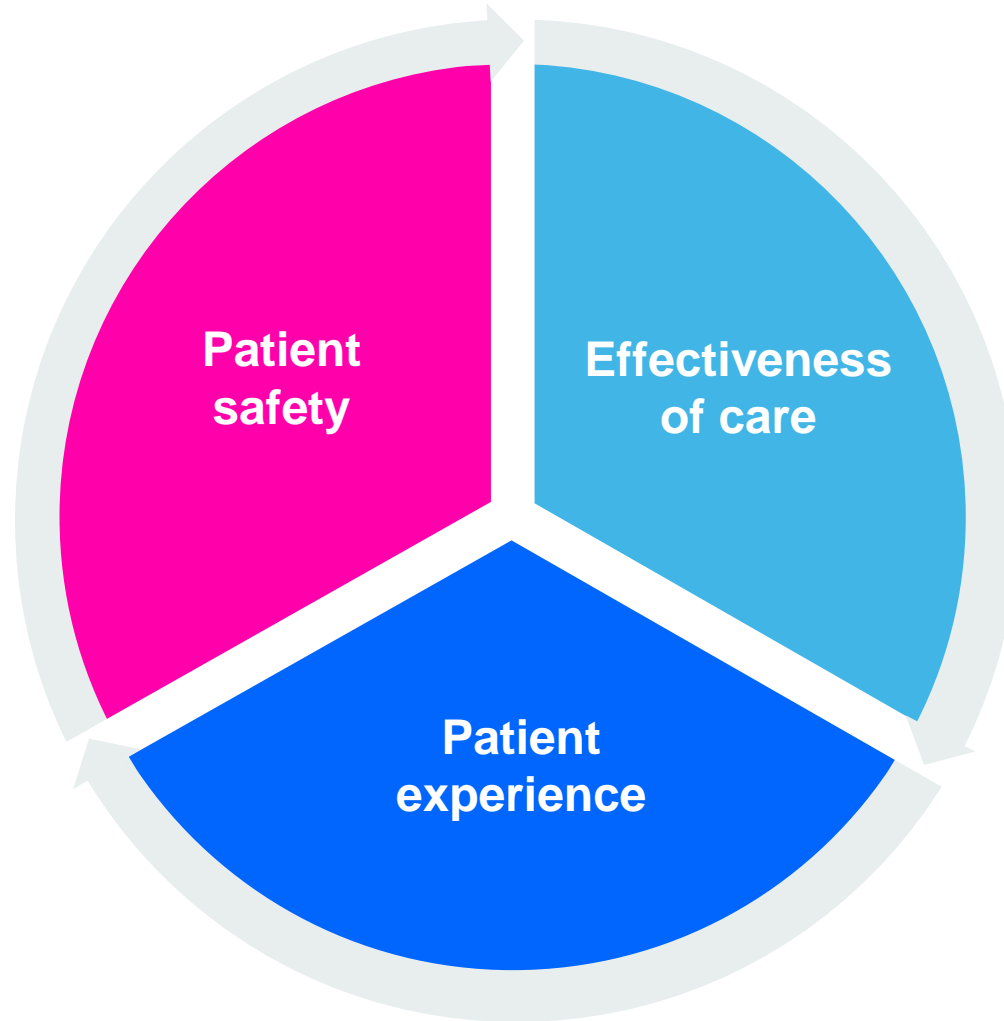 Patient
safety
Effectiveness
of care
Patient
experience